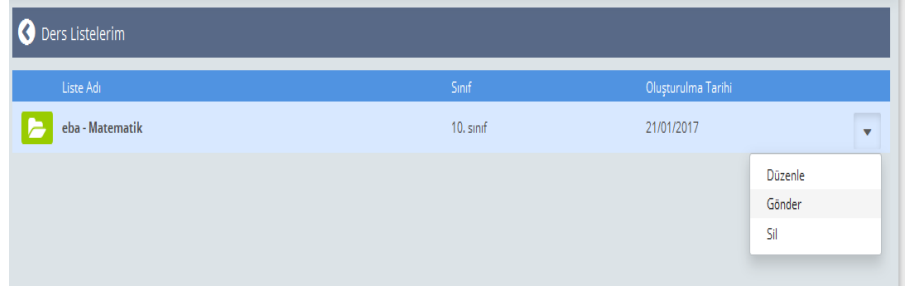 Ders Listelerim
Liste Adı Sınıf Oluşturulma Tarihi
eba - Matematik 10. sınıf 21/01/2017
Düzenle
Gönder
Sil